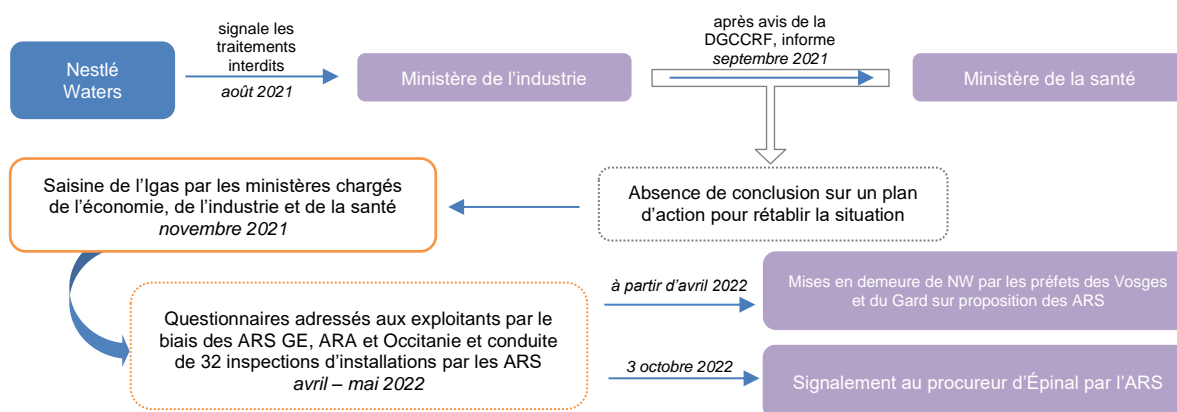 signale les
traitements
interdits
août 2021
après avis de la
DGCCRF, informe
septembre 2021
Nestlé
Waters
Ministère de l'industrie
Ministère de la santé
Saisine de l'Igas par les ministères chargés
de l'économie, de l'industrie et de la santé
novembre 2021
Absence de conclusion sur un plan
d'action pour rétablir la situation
Questionnaires adressés aux exploitants par le
biais des ARS GE, ARA et Occitanie et conduite
de 32 inspections d'installations par les ARS
avril – mai 2022
à partir d'avril 2022
Mises en demeure de NW par les préfets des Vosges
et du Gard sur proposition des ARS
3 octobre 2022
Signalement au procureur d'Épinal par l'ARS